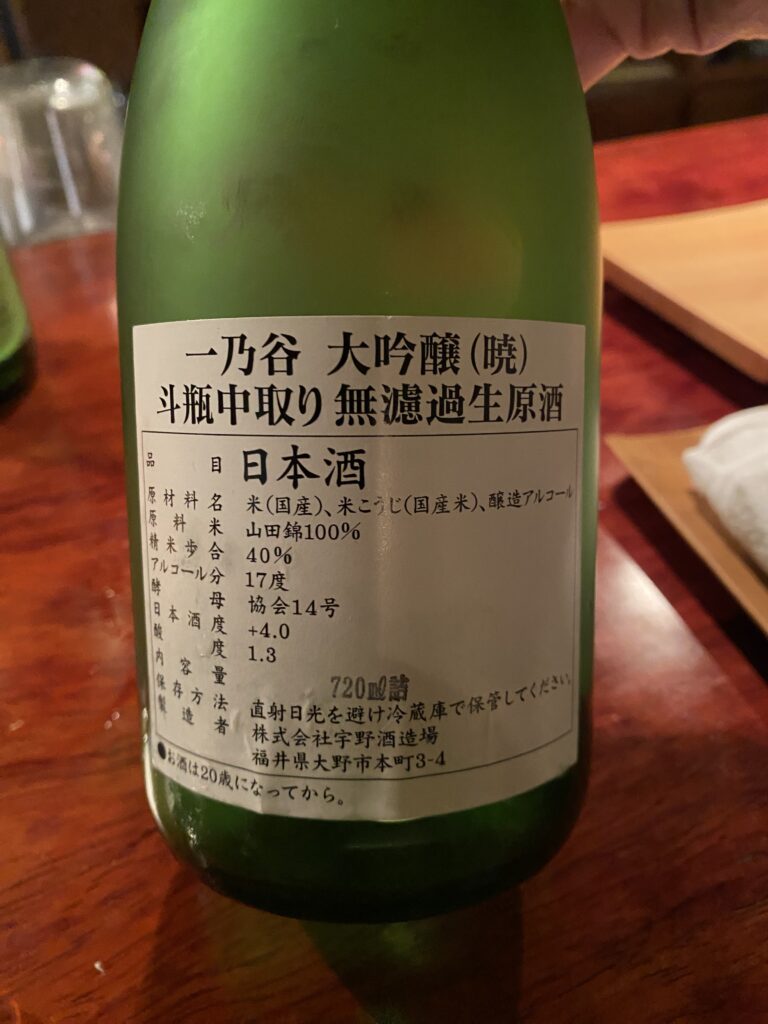 一乃谷 大吟醸(暁)
斗瓶中取り 無濾過生原酒
品目 日本酒
原材料名 米(国産)、米こうじ(国産米)、醸造アルコール
原料米 山田錦100%
精米歩合 40%
アルコール分 17度
酵母 協会14号
日本酒度 +4.0
酸度 1.3
内容量 720㎖詰
保存方法 直射日光を避け冷蔵庫で保管してください。
製造者 株式会社宇野酒造場
福井県大野市本町3-4
●お酒は20歳になってから。